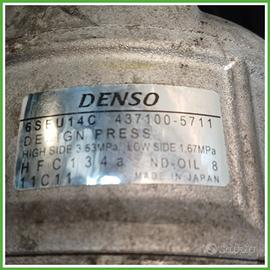 DENSO
6SEU14C 437100-5711
DESIGN PRESS.
HIGH SIDE 3.53MPa, LOW SIDE 1.67MPa
HFC134a ND-OIL 8
11C11 MADE IN JAPAN
Subito